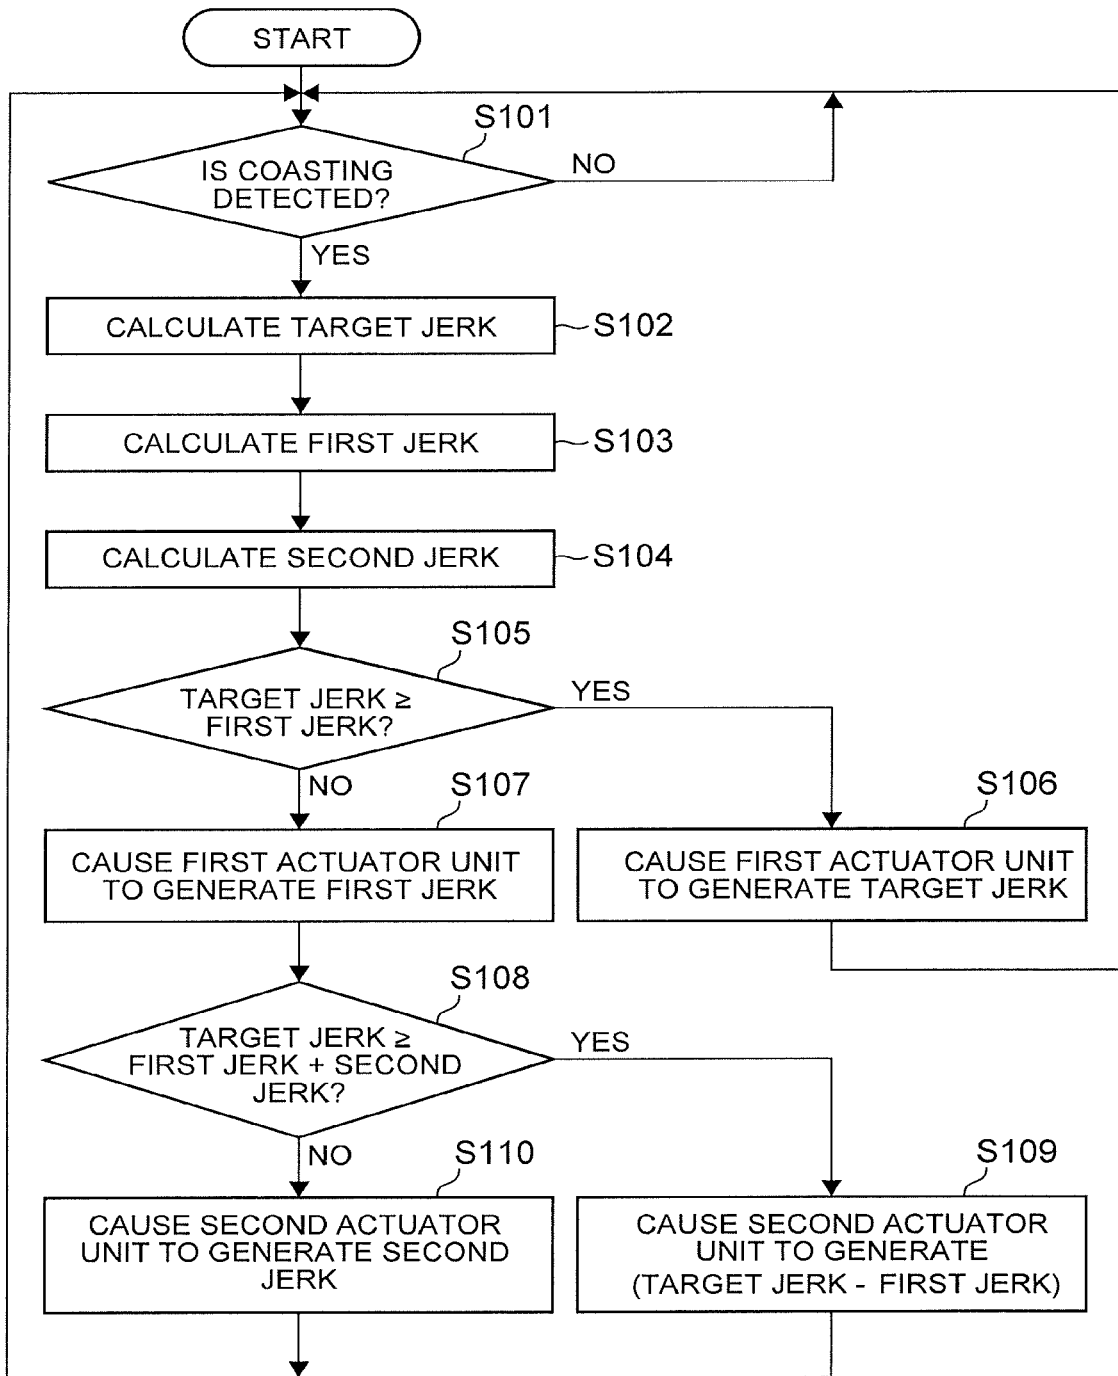 START
S101
IS COASTING
DETECTED?
NO
YES
CALCULATE TARGET JERK
S102
CALCULATE FIRST JERK
S103
CALCULATE SECOND JERK
S104
S105
TARGET JERK ≥
FIRST JERK?
YES
NO
S107
CAUSE FIRST ACTUATOR UNIT
TO GENERATE FIRST JERK
S106
CAUSE FIRST ACTUATOR UNIT
TO GENERATE TARGET JERK
S108
TARGET JERK ≥
FIRST JERK + SECOND
JERK?
YES
NO
S110
CAUSE SECOND ACTUATOR
UNIT TO GENERATE SECOND
JERK
S109
CAUSE SECOND ACTUATOR
UNIT TO GENERATE
(TARGET JERK - FIRST JERK)